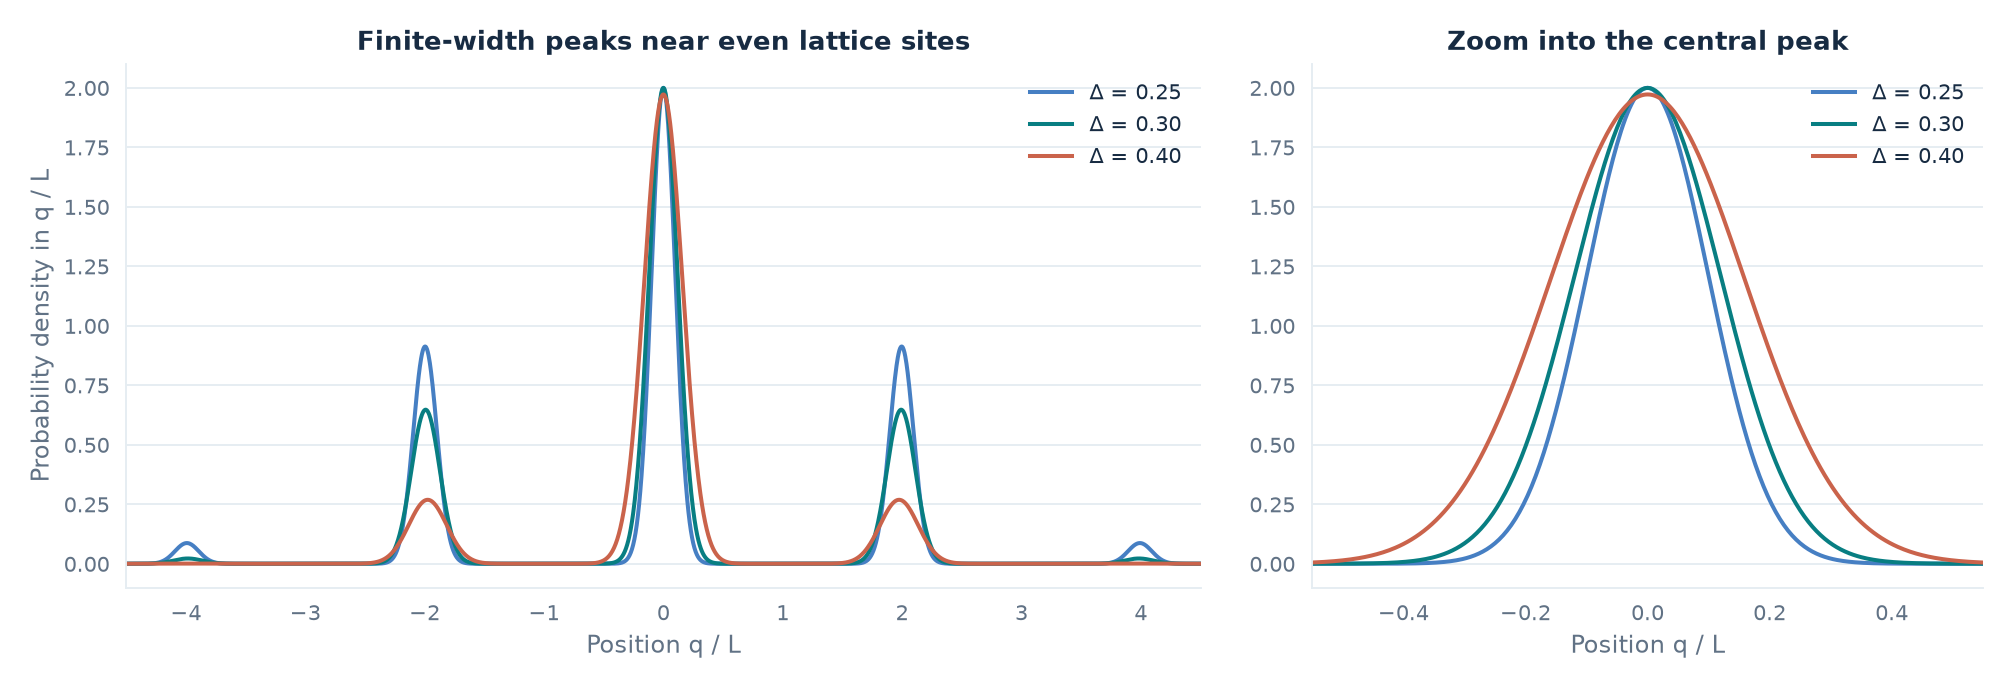 Finite-width peaks near even lattice sites
Probability density in q / L
2.00
1.75
1.50
1.25
1.00
0.75
0.50
0.25
0.00
−4
−3
−2
−1
0
1
2
3
4
Position q / L
Δ = 0.25
Δ = 0.30
Δ = 0.40
Zoom into the central peak
2.00
1.75
1.50
1.25
1.00
0.75
0.50
0.25
0.00
−0.4
−0.2
0.0
0.2
0.4
Position q / L
Δ = 0.25
Δ = 0.30
Δ = 0.40